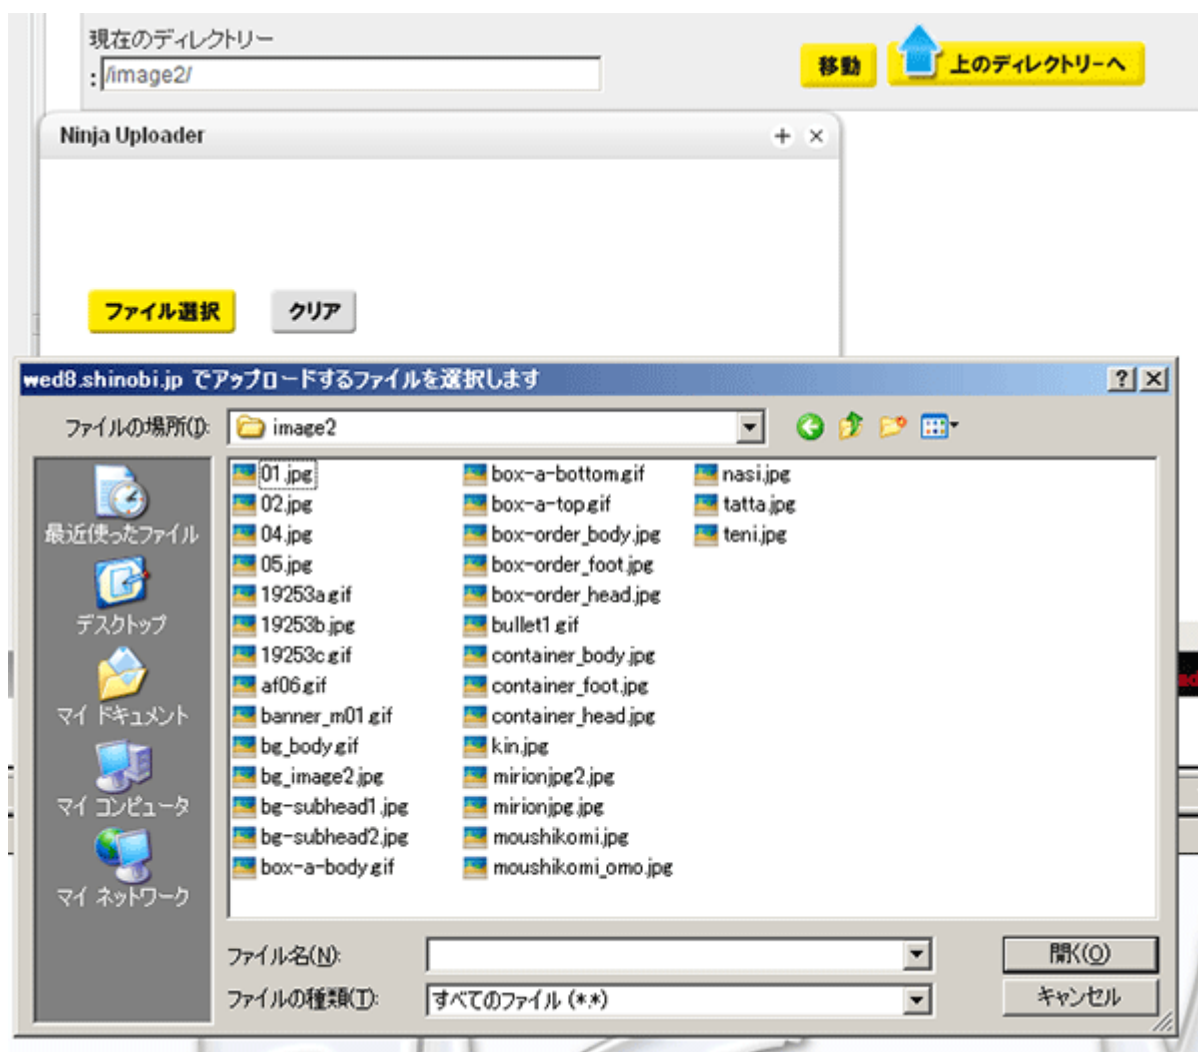 現在のディレクトリー
: /image2/
移動
上のディレクトリーへ
Ninja Uploader
ファイル選択
クリア
wed8.shinobi.jp でアップロードするファイルを選択します
ファイルの場所(I):
image2
最近使ったファイル
デスクトップ
マイ ドキュメント
マイ コンピュータ
マイ ネットワーク
01.jpg
02.jpg
04.jpg
05.jpg
19253a.gif
19253b.jpg
19253c.gif
af06.gif
banner_m01.gif
bg_body.gif
bg_image2.jpg
bg-subhead1.jpg
bg-subhead2.jpg
box-a-body.gif
box-a-bottom.gif
box-a-top.gif
box-order_body.jpg
box-order_foot.jpg
box-order_head.jpg
bullet1.gif
container_body.jpg
container_foot.jpg
container_head.jpg
kin.jpg
mirionjpg2.jpg
mirionjpg.jpg
moushikomi.jpg
moushikomi_omo.jpg
nasi.jpg
tatta.jpg
teni.jpg
ファイル名(N):
開く(O)
ファイルの種類(T):
すべてのファイル (*.*)
キャンセル